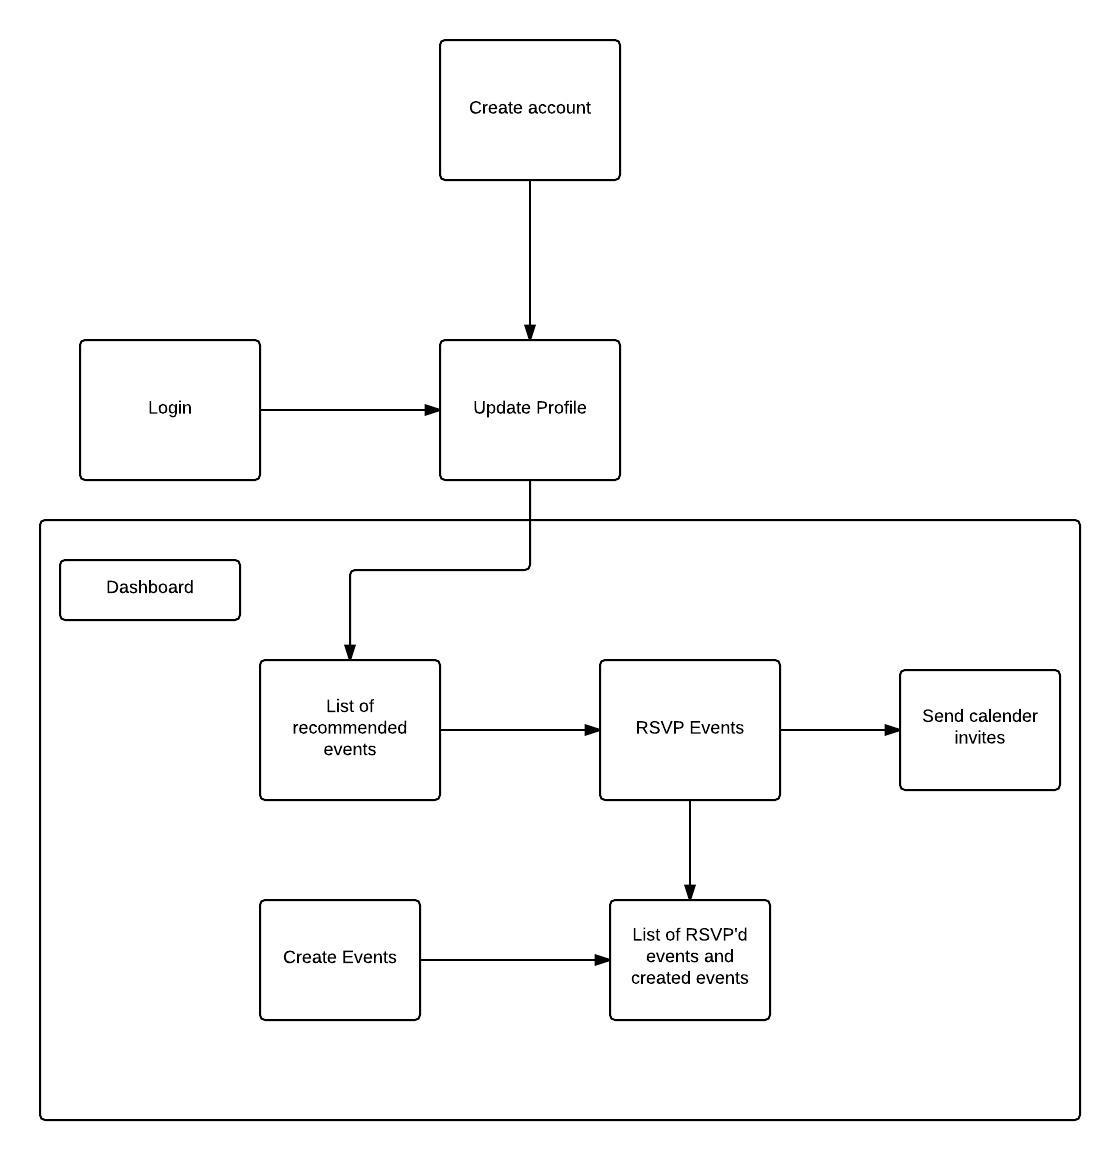 Create account
Login
Update Profile
Dashboard
List of
recommended
events
RSVP Events
Send calender
invites
Create Events
List of RSVP'd
events and
created events